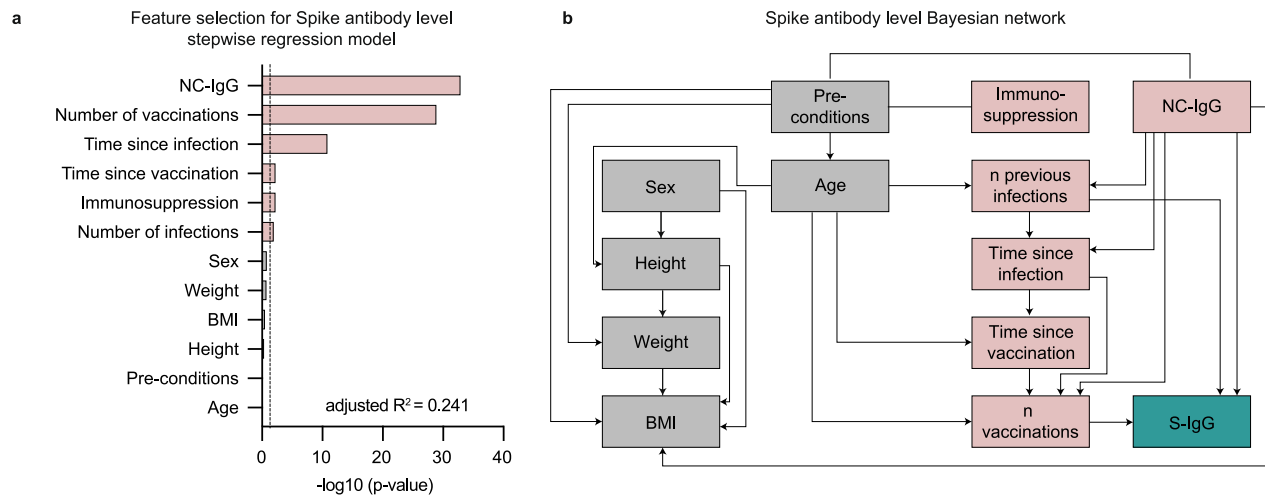 a
Feature selection for Spike antibody level
stepwise regression model
NC-IgG
Number of vaccinations
Time since infection
Time since vaccination
Immunosuppression
Number of infections
Sex
Weight
BMI
Height
Pre-conditions
Age
adjusted R² = 0.241
0 10 20 30 40
-log10 (p-value)
b
Spike antibody level Bayesian network
Pre-
conditions
Immuno-
suppression
NC-IgG
Sex
Age
n previous
infections
Height
Time since
infection
Weight
Time since
vaccination
BMI
n
vaccinations
S-IgG